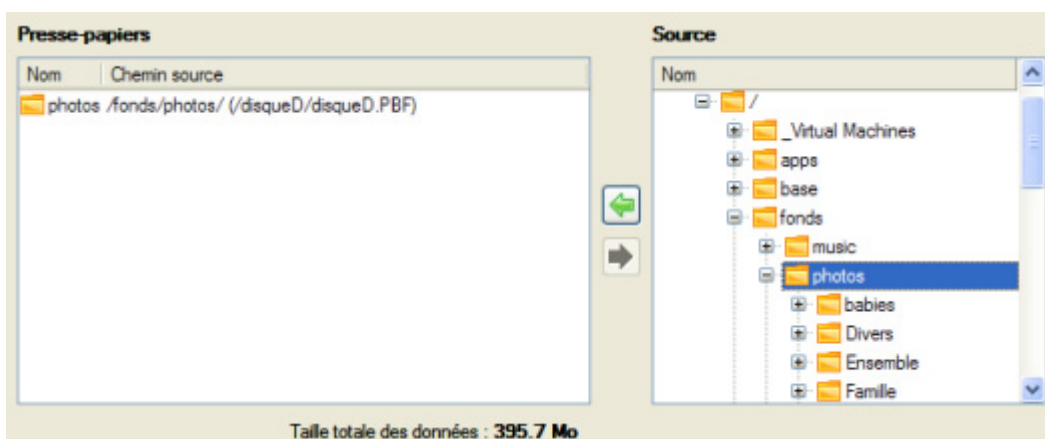 Presse-papiers
Nom Chemin source
photos /fonds/photos/ (/disqueD/disqueD.PBF)
Source
Nom
/
_Virtual Machines
apps
base
fonds
music
photos
babies
Divers
Ensemble
Famille
Taille totale des données : 395.7 Mo